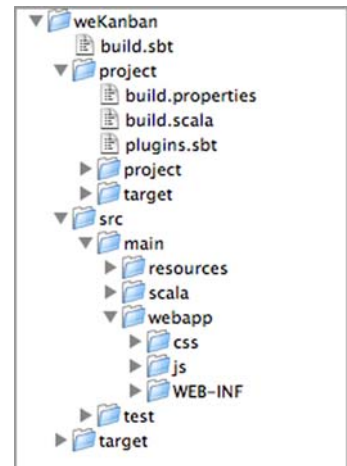 weKanban
build.sbt
project
build.properties
build.scala
plugins.sbt
project
target
src
main
resources
scala
webapp
css
js
WEB-INF
test
target